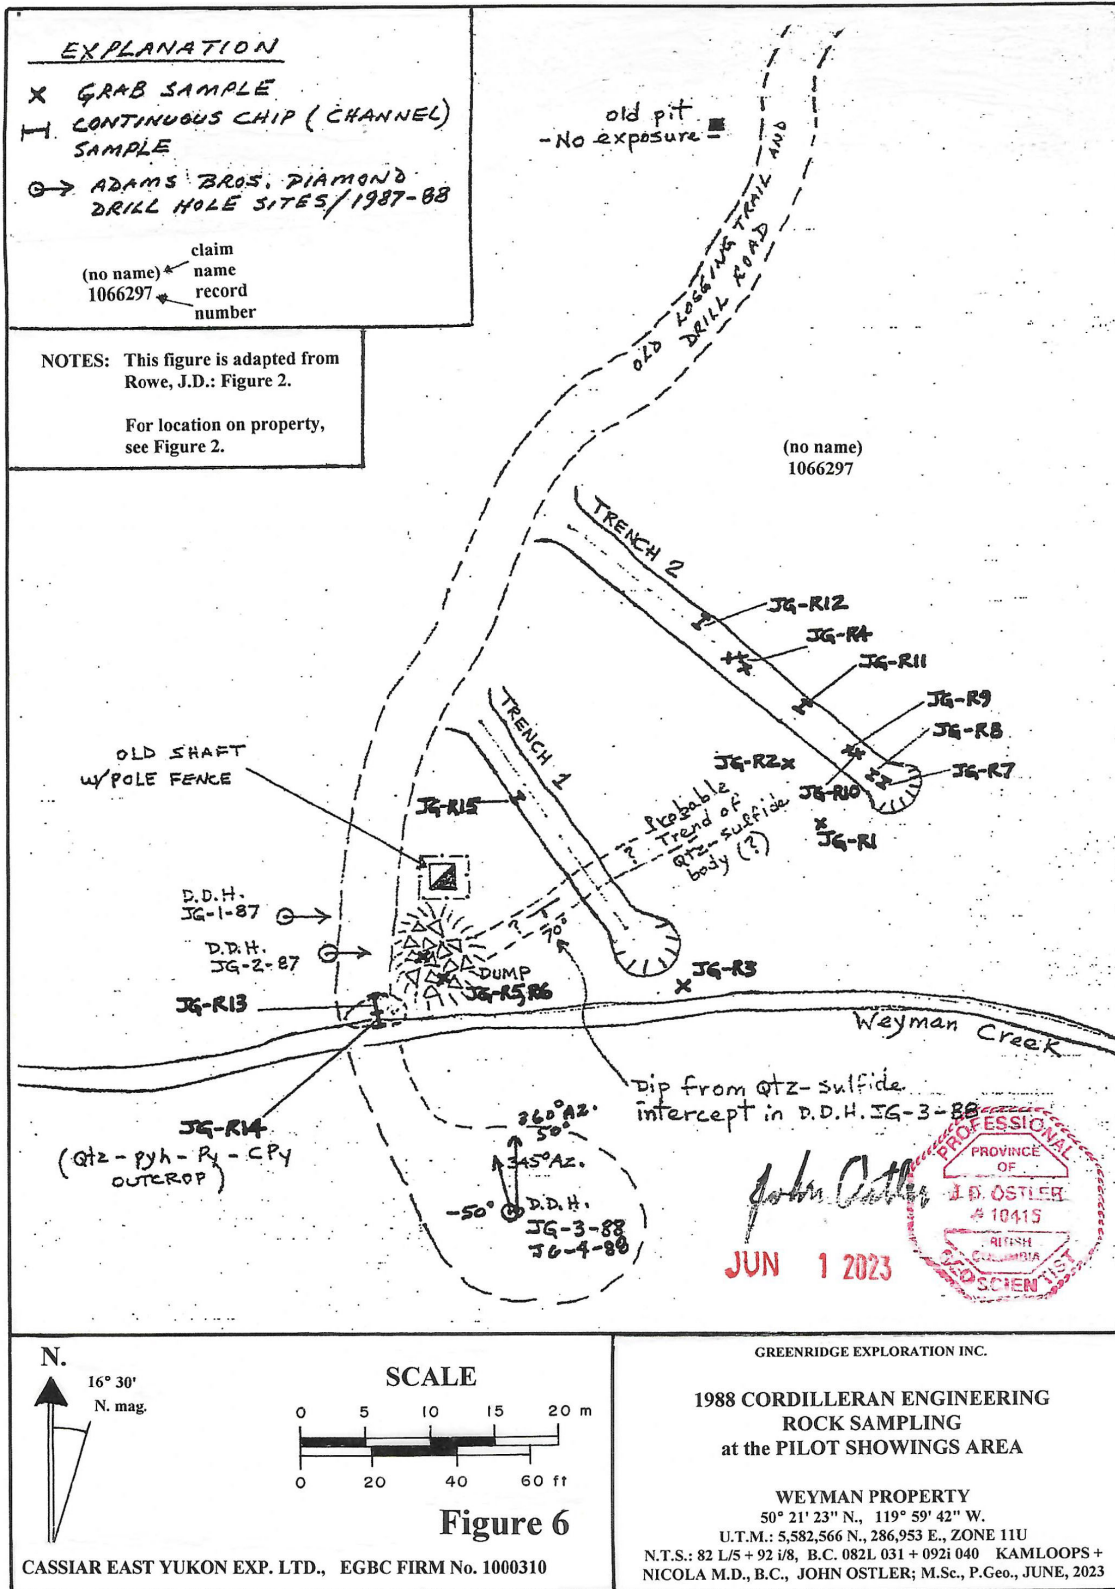 EXPLANATION
X GRAB SAMPLE
CONTINUOUS CHIP (CHANNEL)
SAMPLE
ADAMS BROS. DIAMOND
DRILL HOLE SITES/1987-88
claim
(no name) name
1066297 record
number
NOTES: This figure is adapted from
Rowe, J.D.: Figure 2.
For location on property,
see Figure 2.
old pit
-No exposure
OLD LOGGING TRAIL AND
DRILL ROAD
(no name)
1066297
TRENCH 2
JG-R12
JG-R4
JG-R11
JG-R9
JG-R8
JG-R7
JG-R2
JG-R10
JG-R1
TRENCH 1
OLD SHAFT
w/POLE FENCE
JG-R15
Probable
Trend of
Qtz-sulfide
body (?)
?
?
70°
D.D.H.
JG-1-87
D.D.H.
JG-2-87
DUMP
JG-R5,R6
JG-R3
JG-R13
Weyman Creek
Dip from Qtz-sulfide
intercept in D.D.H. JG-3-88
JG-R14
(Qtz-pyh-Py-CPy
OUTCROP)
360°AZ.
50°
345°AZ.
-50°
D.D.H.
JG-3-88
JG-4-88
John Ostler
PROFESSIONAL
PROVINCE
OF
J.D. OSTLER
# 10415
BRITISH
COLUMBIA
GEOSCIENTIST
JUN 1 2023
N.
16° 30'
N. mag.
SCALE
0 5 10 15 20 m
0 20 40 60 ft
Figure 6
CASSIAR EAST YUKON EXP. LTD., EGBC FIRM No. 1000310
GREENRIDGE EXPLORATION INC.
1988 CORDILLERAN ENGINEERING
ROCK SAMPLING
at the PILOT SHOWINGS AREA
WEYMAN PROPERTY
50° 21' 23" N., 119° 59' 42" W.
U.T.M.: 5,582,566 N., 286,953 E., ZONE 11U
N.T.S.: 82 L/5 + 92 i/8, B.C. 082L 031 + 092i 040 KAMLOOPS +
NICOLA M.D., B.C., JOHN OSTLER; M.Sc., P.Geo., JUNE, 2023